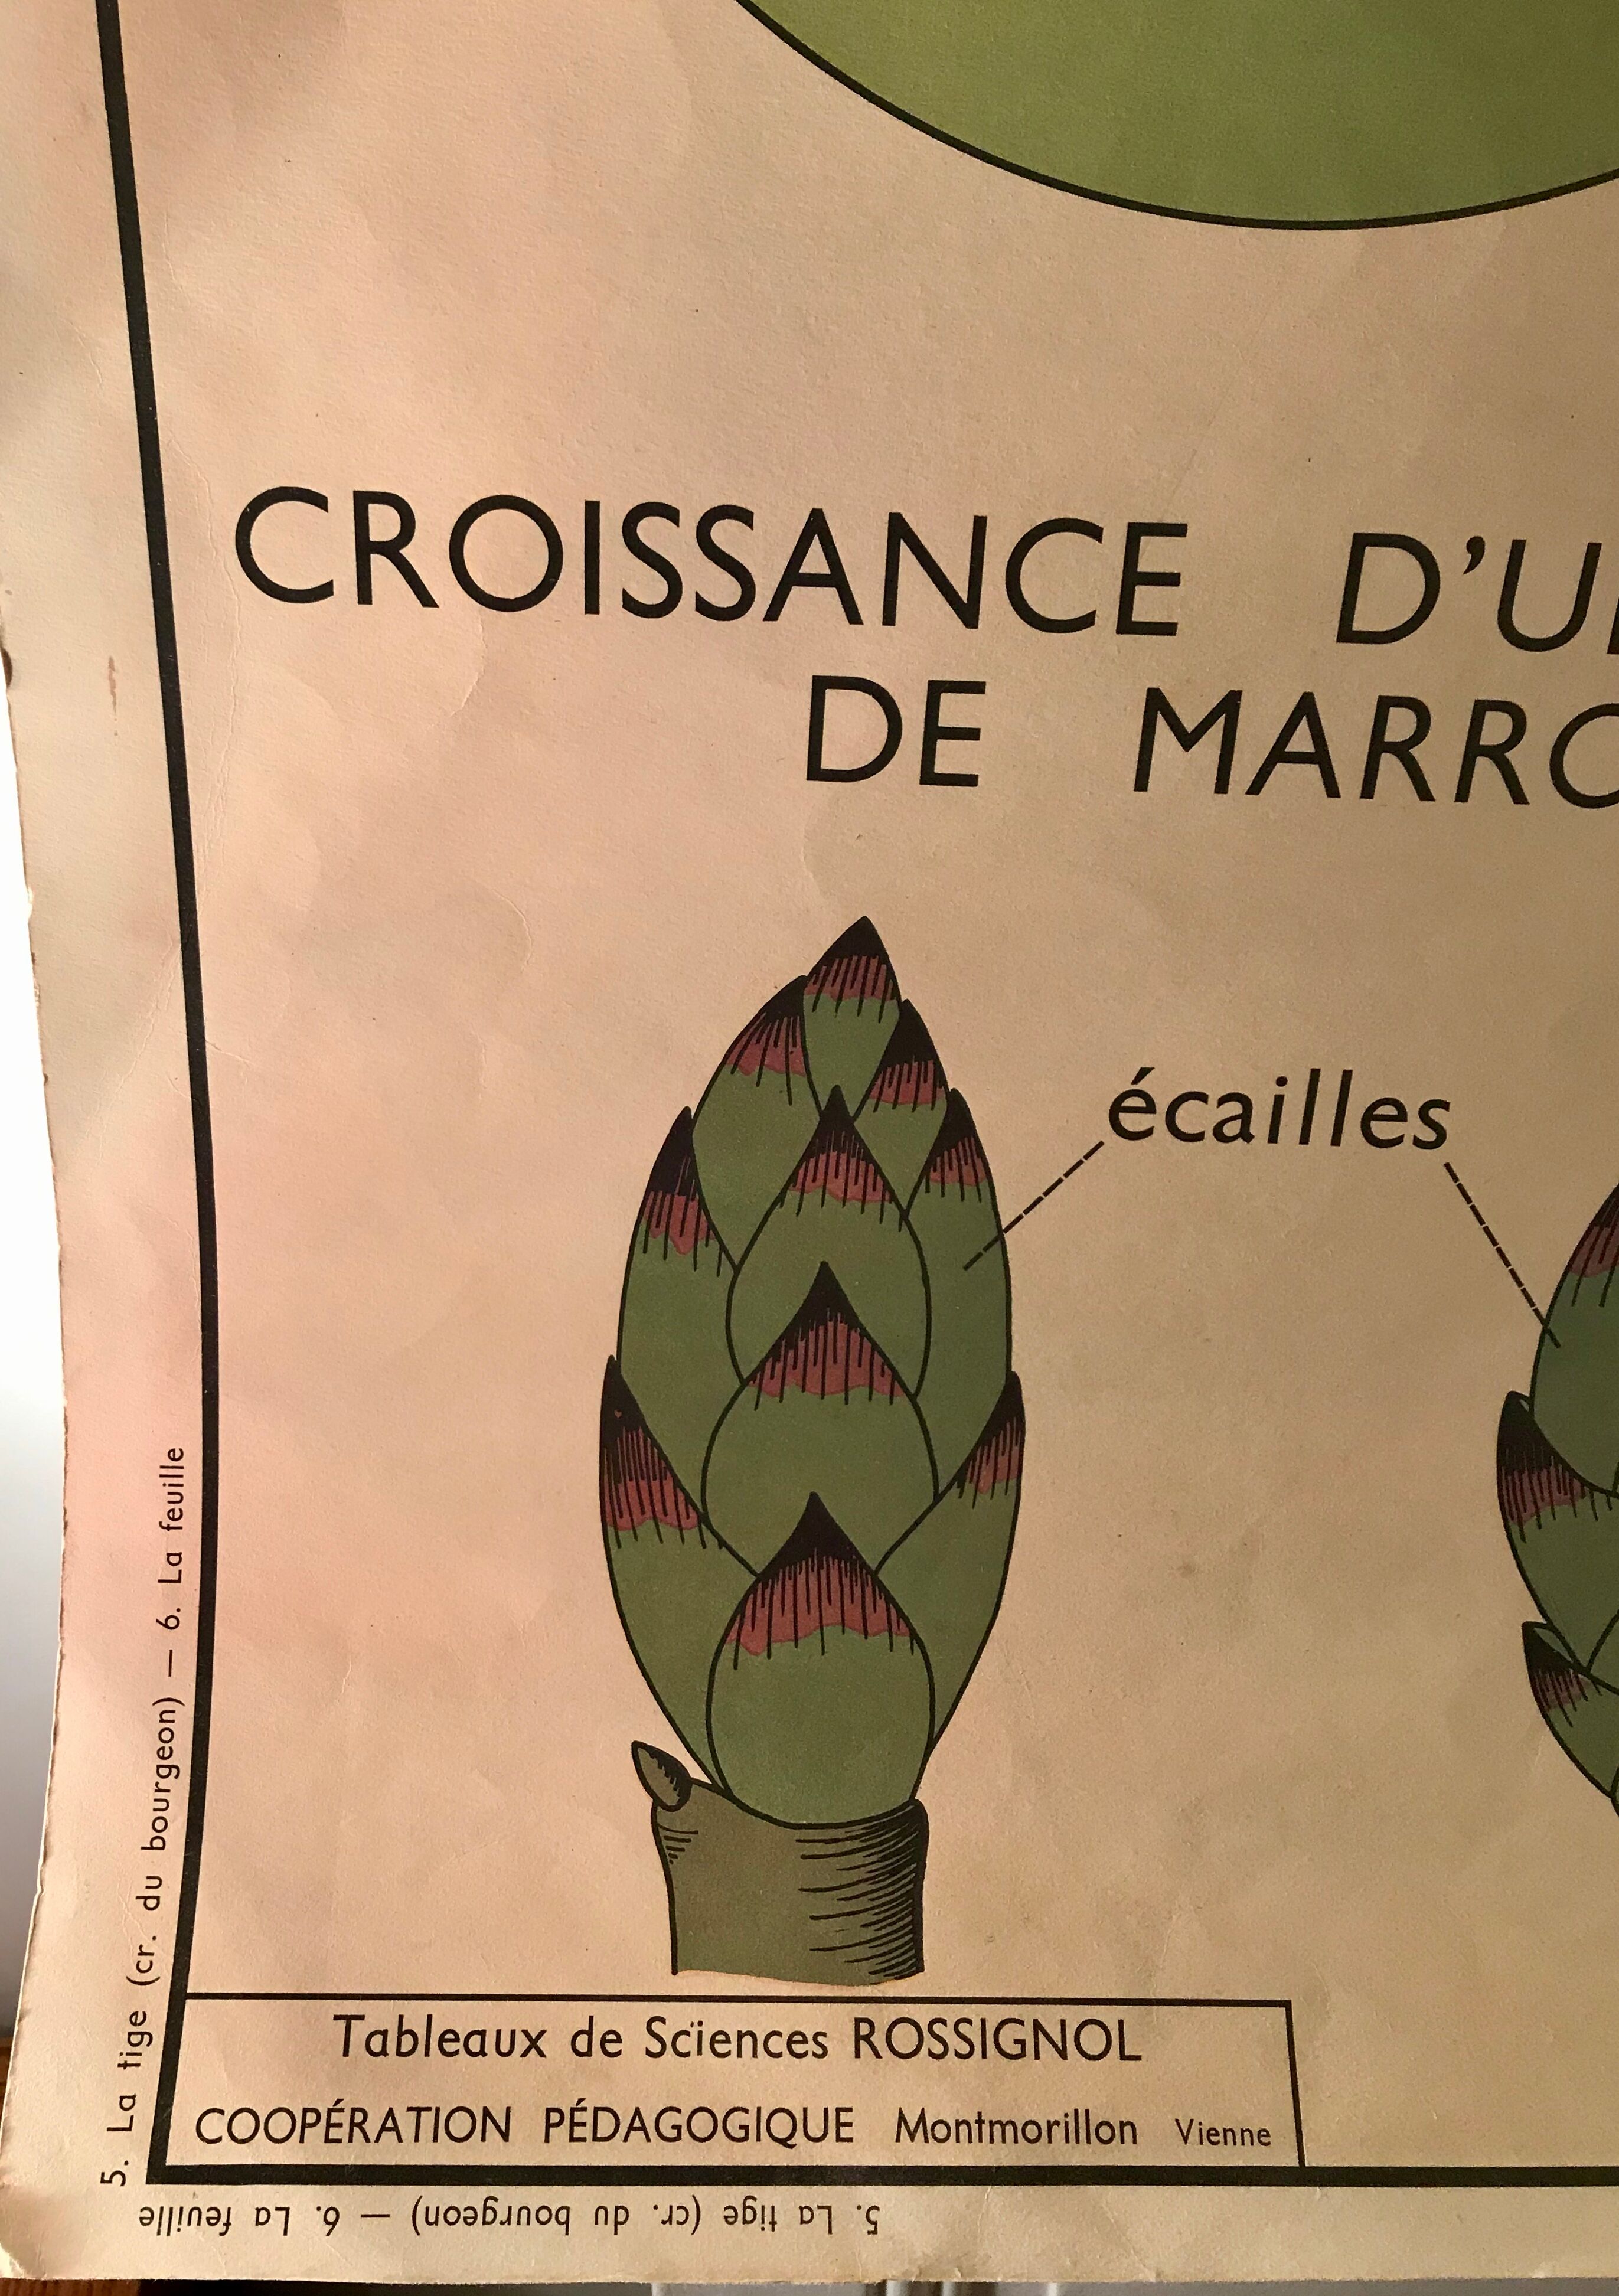 CROISSANCE D'U
DE MARRO
écailles
Tableaux de Sciences ROSSIGNOL
COOPÉRATION PÉDAGOGIQUE Montmorillon Vienne
5. La tige (cr. du bourgeon) — 6. La feuille
5. La tige (cr. du bourgeon) — 6. La feuille